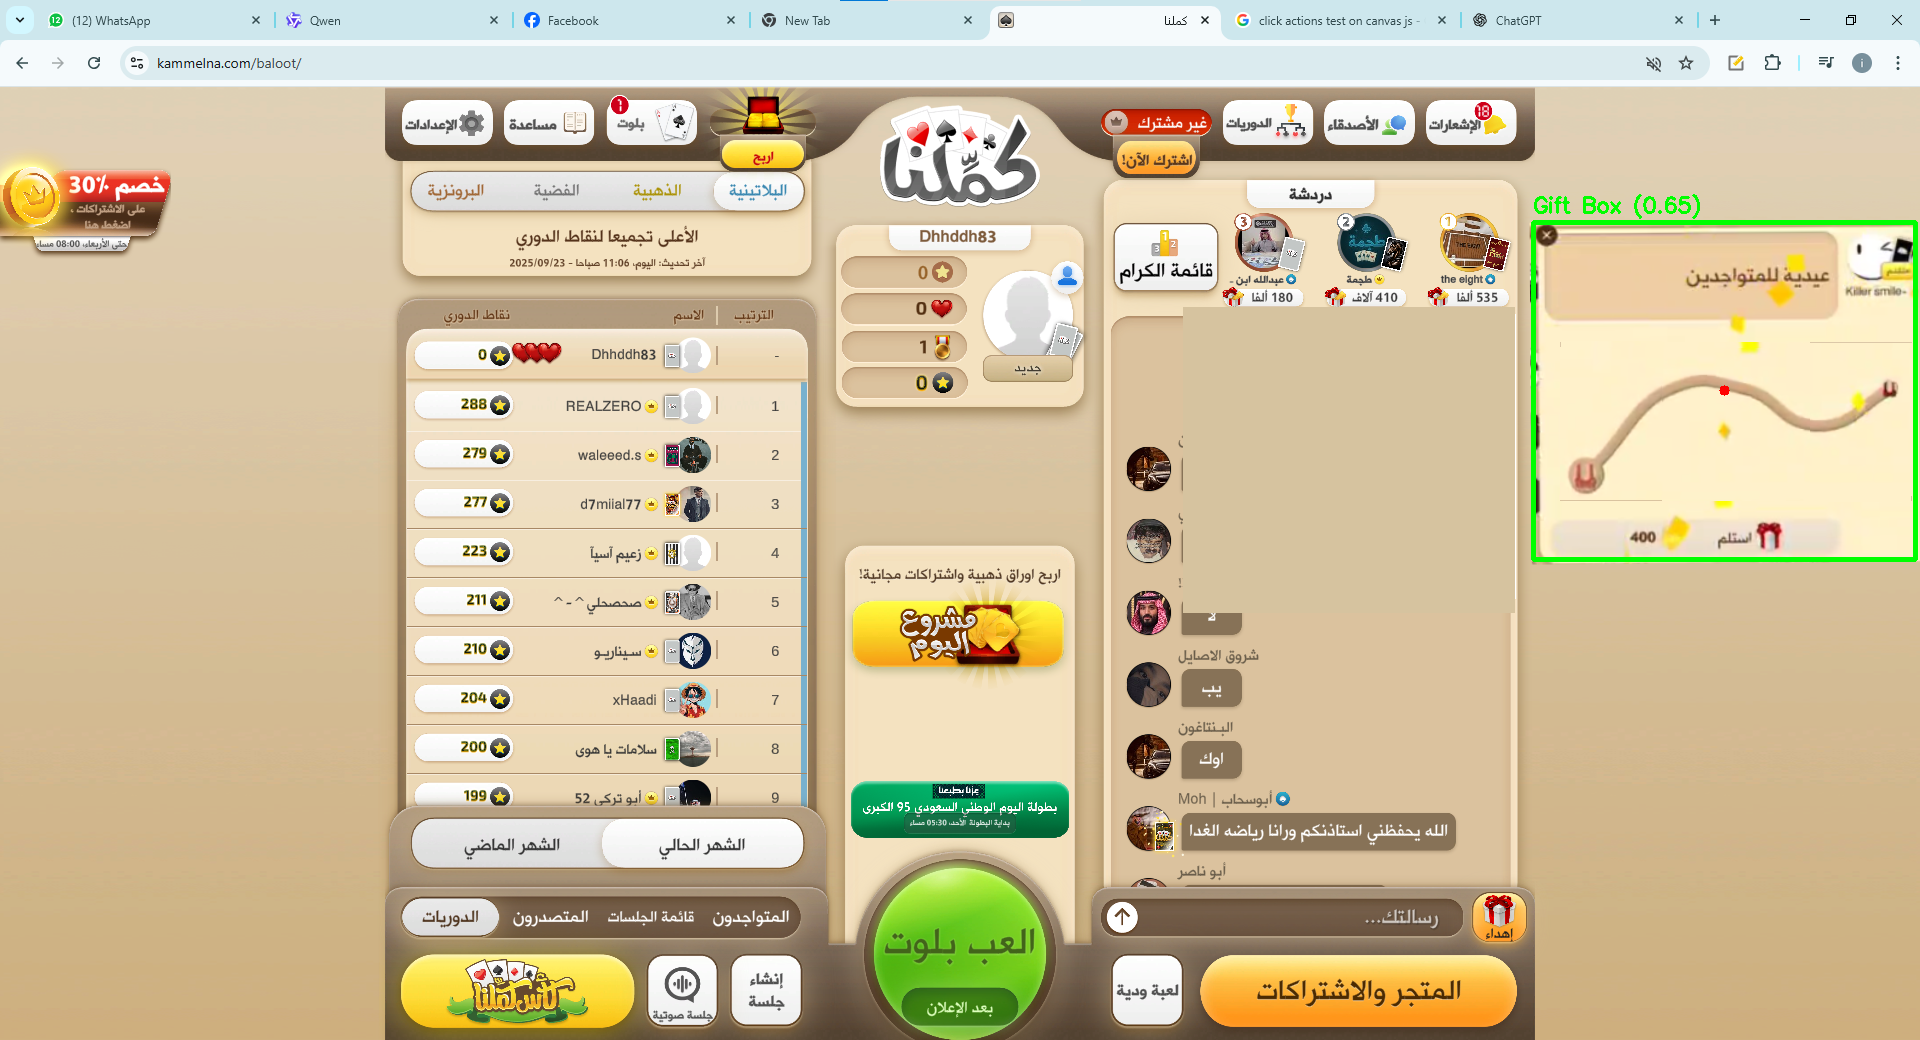 (12) WhatsApp
Qwen
Facebook
New Tab
كملنا
click actions test on canvas js -
ChatGPT
kammelna.com/baloot/
i
الإعدادات
مساعدة
بلوت
1
اربح
كملنا
غير مشترك
اشترك الآن!
الدوريات
الأصدقاء
الإشعارات
18
خصم 30%
على الاشتراكات ،
اضغط هنا
حتى الأربعاء، 08:00 مساء
البلاتينية
الذهبية
الفضية
البرونزية
الأعلى تجميعا لنقاط الدوري
آخر تحديث: اليوم، 11:06 صباحا - 2025/09/23
الترتيب
الاسم
نقاط الدوري
- Dhhddh83 0
1 REALZERO 288
2 waleeed.s 279
3 d7miial77 277
4 زعيم آسيآ 223
5 صحصحلي^-^ 211
6 سيناريـو 210
7 xHaadi 204
8 سلامات يا هوى 200
9 أبو تركي 52 199
الشهر الحالي
الشهر الماضي
المتواجدون
قائمة الجلسات
المتصدرون
الدوريات
كأس كملنا
جلسة صوتية
إنشاء
جلسة
Dhhddh83
0
0
1
0
جديد
اربح اوراق ذهبية واشتراكات مجانية!
مشروع
اليوم
عزنا بطبعنا
بطولة اليوم الوطني السعودي 95 الكبرى
بداية البطولة الأحد، 05:30 مساء
العب بلوت
بعد الإعلان
دردشة
قائمة الكرام
3
عبدالله ابن -
180 ألفا
2
طجمة
طجمة
410 آلاف
1
the eight
535 ألفا
لا
شروق الاصايل
يب
البـنتاغون
اوك
Moh | أبوسحاب
الله يحفظني استاذنكم ورانا رياضه الغدا
أبو ناصر
رسالتك...
إهداء
لعبة ودية
المتجر والاشتراكات
Gift Box (0.65)
عيدية للمتواجدين
Killer smile-
400
استلم